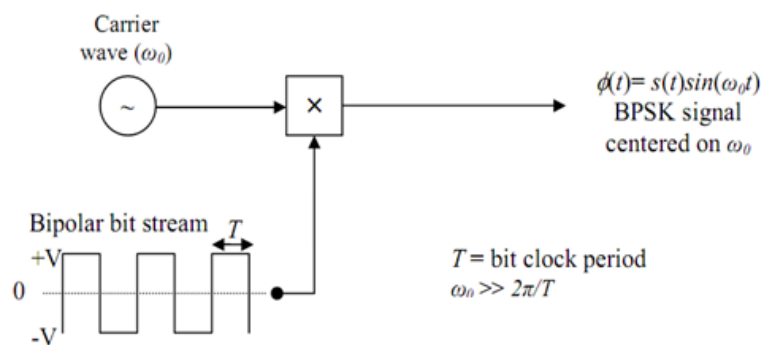 Carrier
wave (ω₀)
~
×
ϕ(t)= s(t)sin(ω₀t)
BPSK signal
centered on ω₀
Bipolar bit stream
T
+V
0
-V
T = bit clock period
ω₀ >> 2π/T